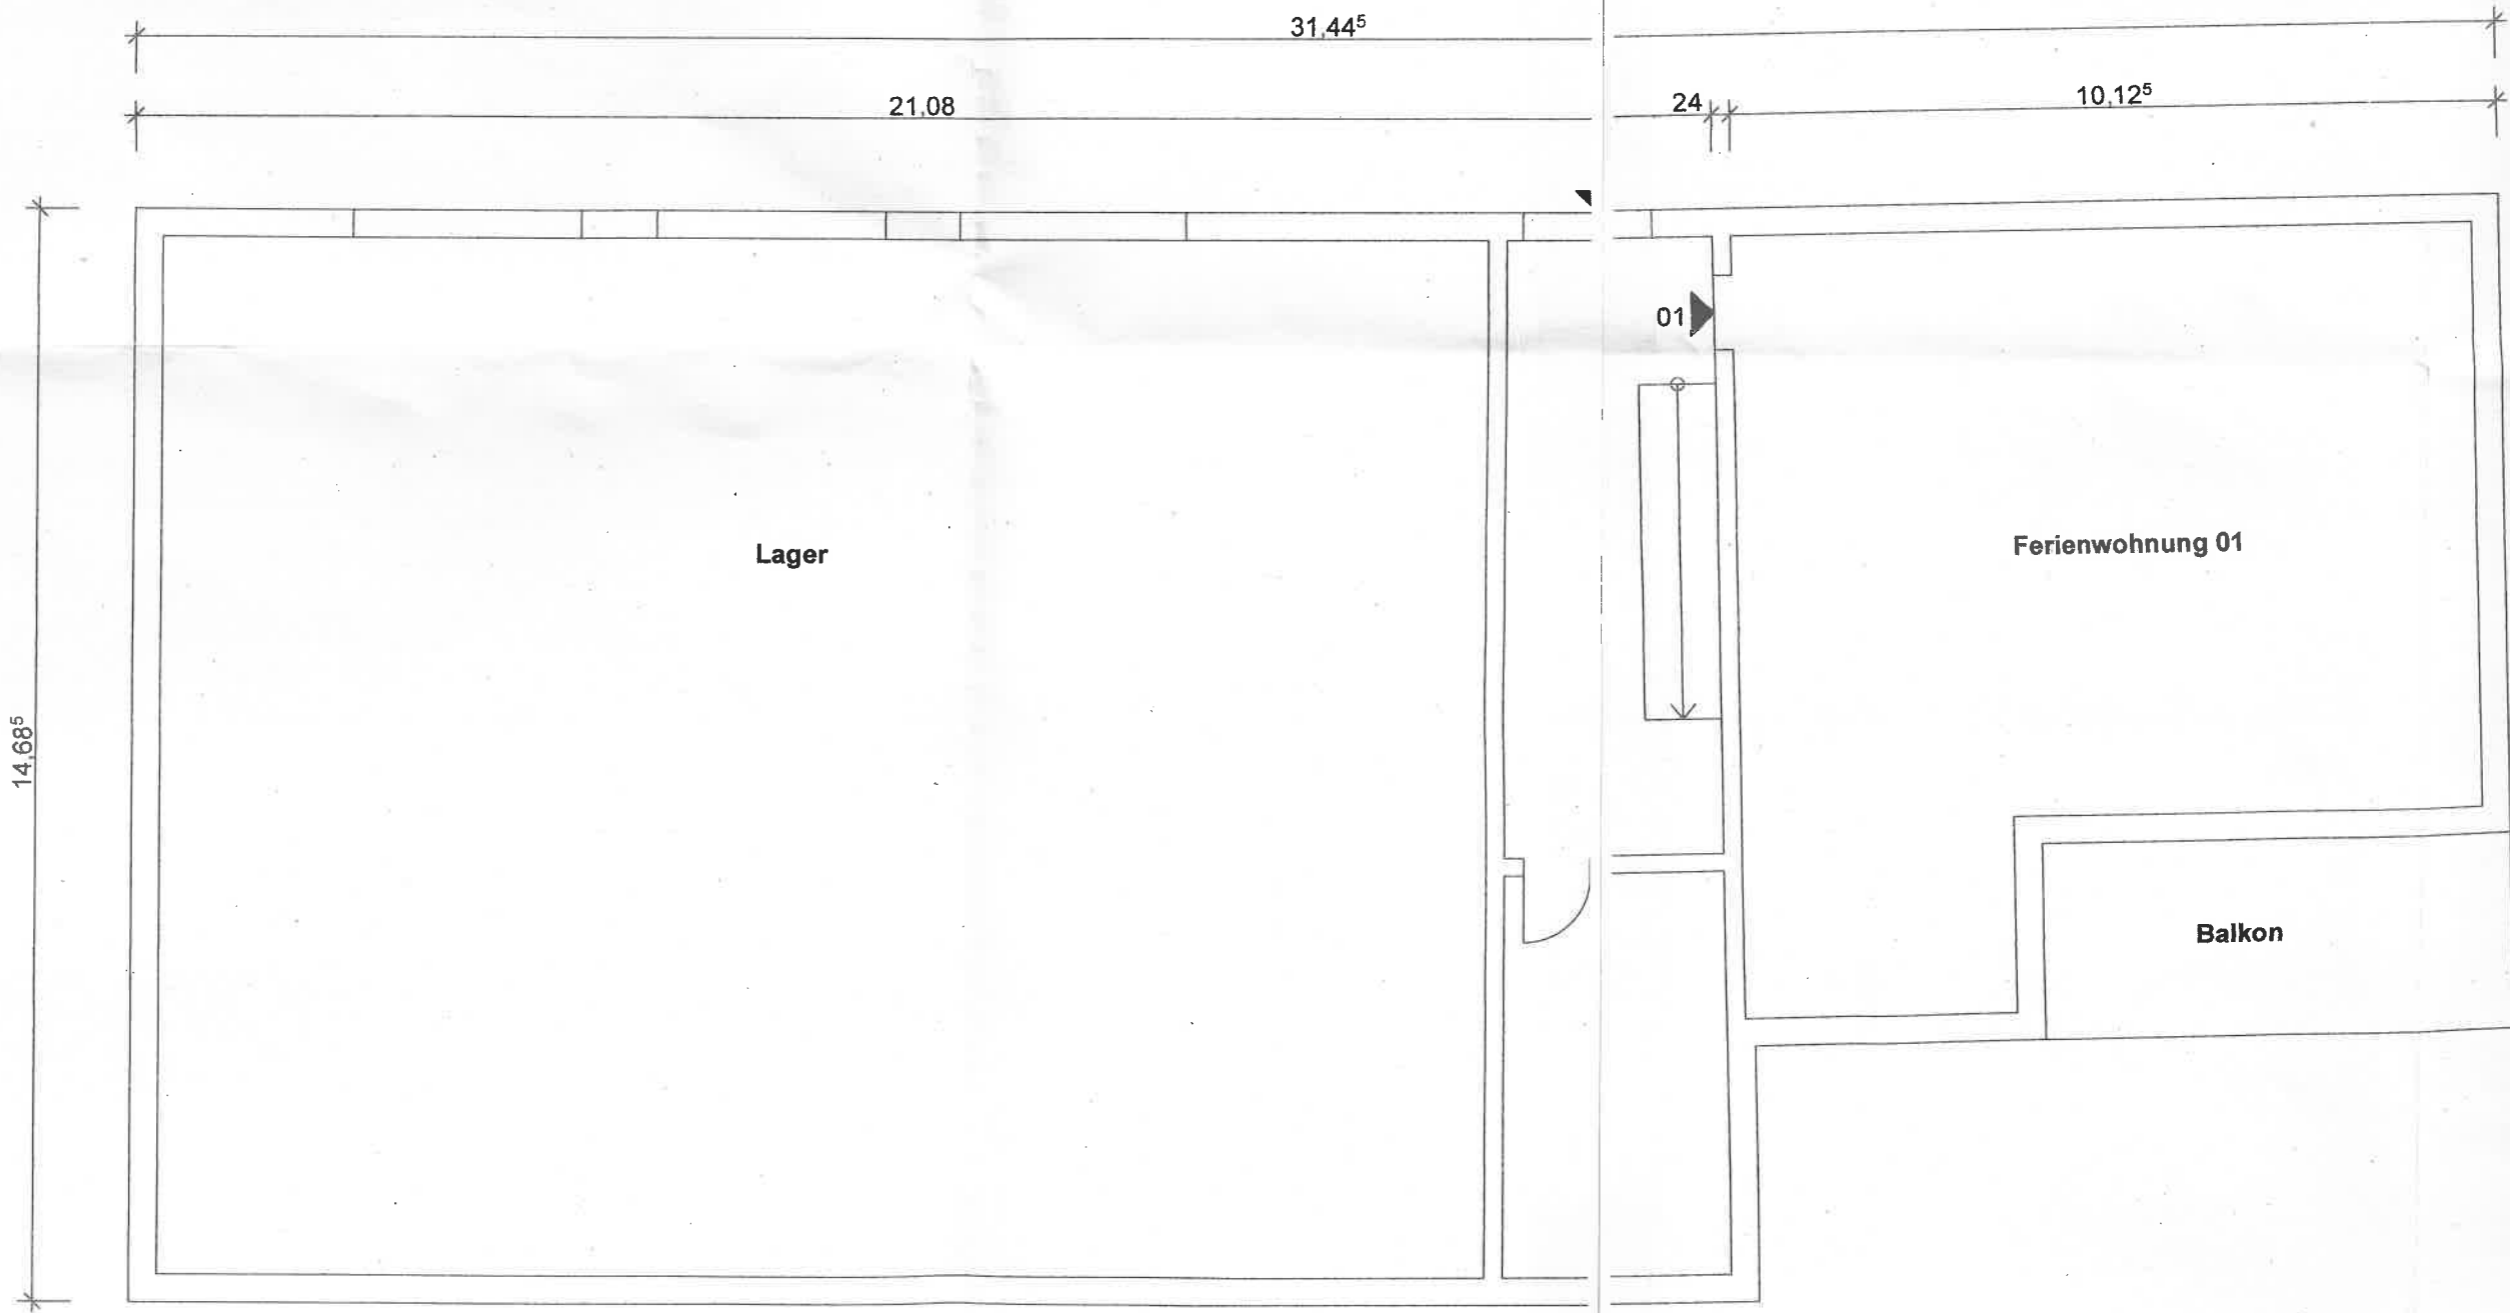 31,44⁵
21,08
24
10,12⁵
01
Lager
Ferienwohnung 01
14,68⁵
Balkon